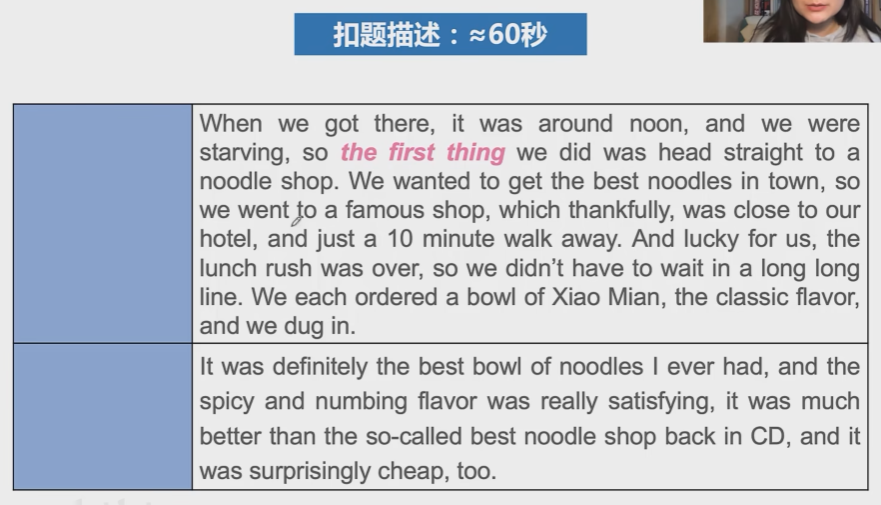 扣题描述：≈60秒
When we got there, it was around noon, and we were
starving, so the first thing we did was head straight to a
noodle shop. We wanted to get the best noodles in town, so
we went to a famous shop, which thankfully, was close to our
hotel, and just a 10 minute walk away. And lucky for us, the
lunch rush was over, so we didn’t have to wait in a long long
line. We each ordered a bowl of Xiao Mian, the classic flavor,
and we dug in.
It was definitely the best bowl of noodles I ever had, and the
spicy and numbing flavor was really satisfying, it was much
better than the so-called best noodle shop back in CD, and it
was surprisingly cheap, too.